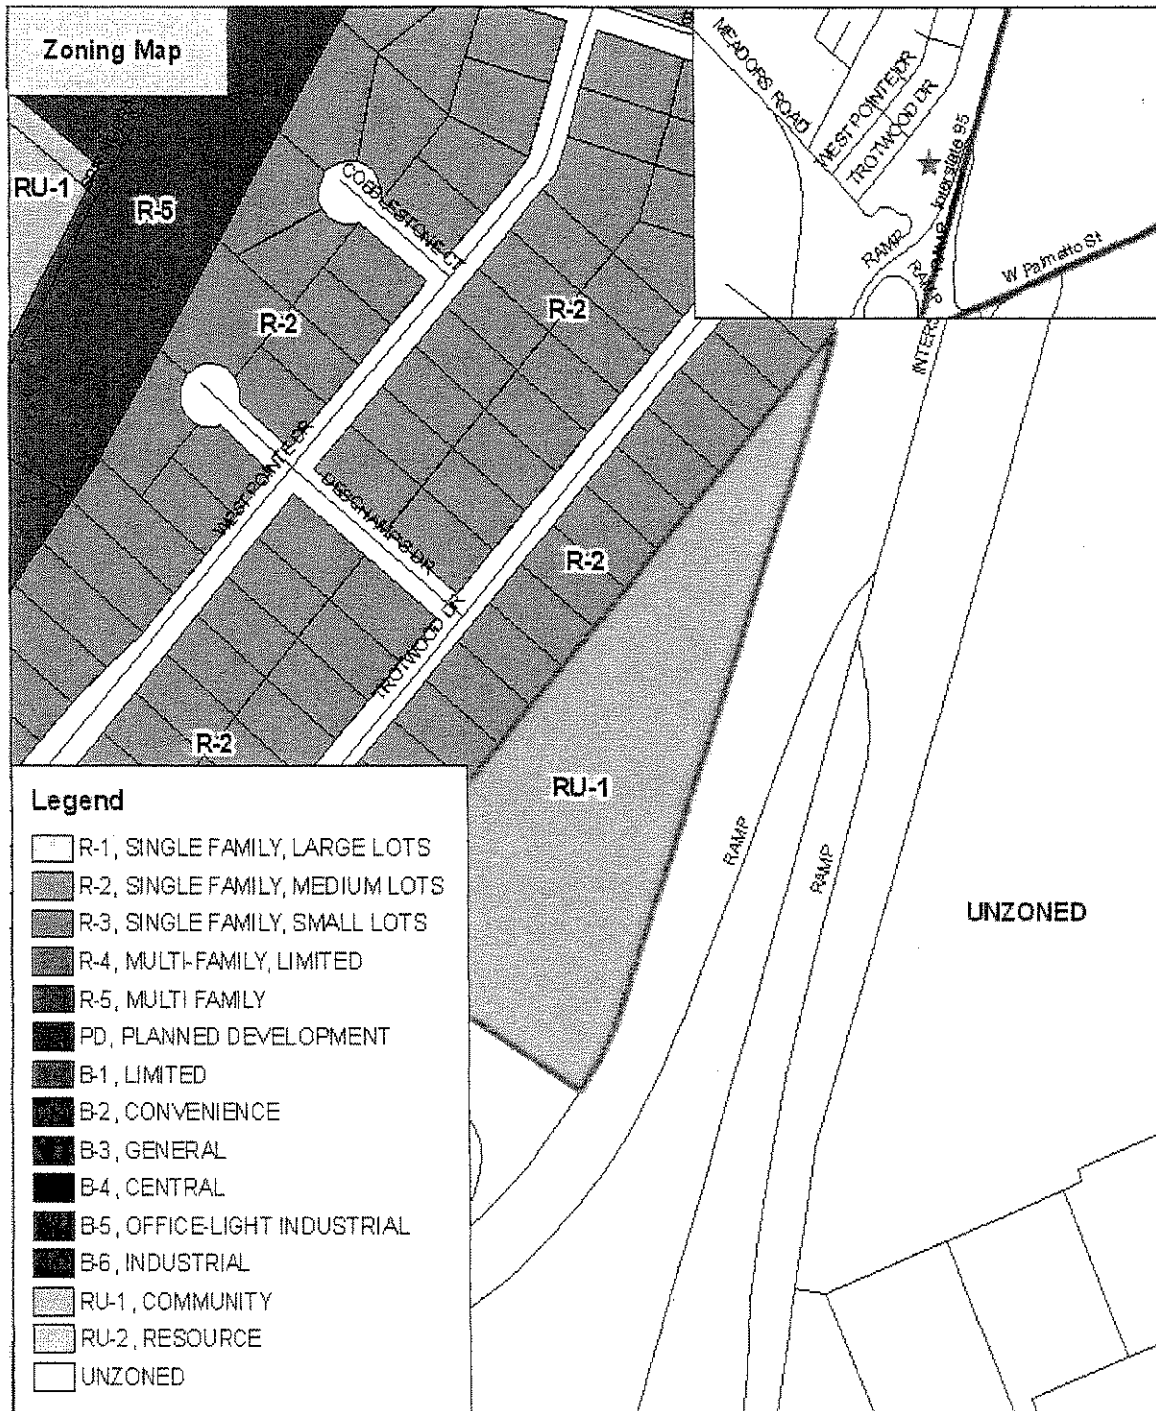 Zoning Map
MEADORS ROAD
WEST POINTE DR
TROTWOOD DR
Interstate 95
RAMP
RAMP
RAMP
W Palmetto St
RU-1
R-5
COBBLESTONE CT
R-2
R-2
WEST POINTE DR
DESCHAMPS DR
R-2
TROTWOOD DR
R-2
RU-1
RAMP
RAMP
UNZONED
Legend
R-1, SINGLE FAMILY, LARGE LOTS
R-2, SINGLE FAMILY, MEDIUM LOTS
R-3, SINGLE FAMILY, SMALL LOTS
R-4, MULTI-FAMILY, LIMITED
R-5, MULTI FAMILY
PD, PLANNED DEVELOPMENT
B-1, LIMITED
B-2, CONVENIENCE
B-3, GENERAL
B-4, CENTRAL
B-5, OFFICE-LIGHT INDUSTRIAL
B-6, INDUSTRIAL
RU-1, COMMUNITY
RU-2, RESOURCE
UNZONED